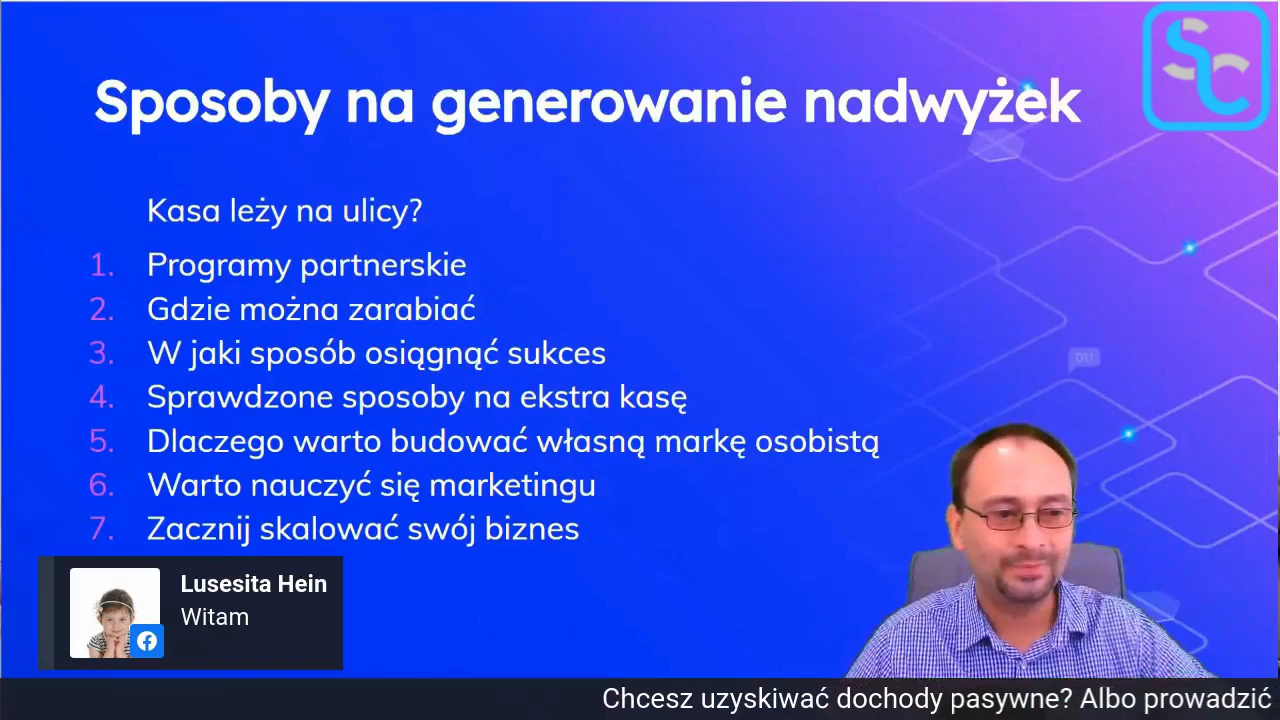 Sposoby na generowanie nadwyżek
SC
Kasa leży na ulicy?
1. Programy partnerskie
2. Gdzie można zarabiać
3. W jaki sposób osiągnąć sukces
4. Sprawdzone sposoby na ekstra kasę
011
5. Dlaczego warto budować własną markę osobistą
6. Warto nauczyć się marketingu
7. Zacznij skalować swój biznes
Lusesita Hein
Witam
Chcesz uzyskiwać dochody pasywne? Albo prowadzić